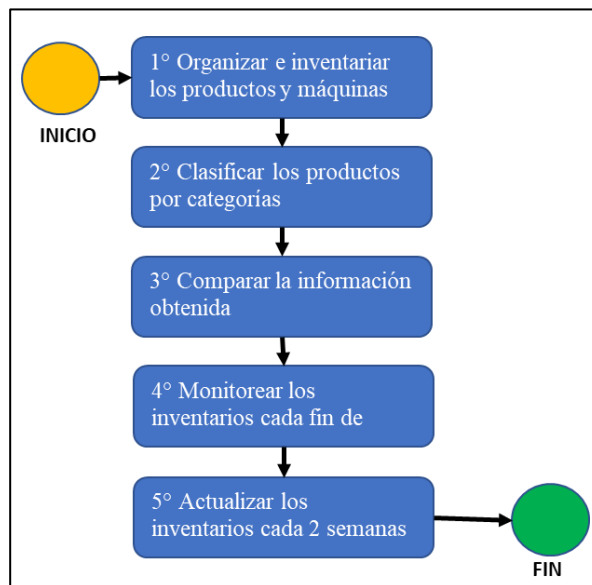 1° Organizar e inventariar
los productos y máquinas
INICIO
2° Clasificar los productos
por categorías
3° Comparar la información
obtenida
4° Monitorear los
inventarios cada fin de
5° Actualizar los
inventarios cada 2 semanas
FIN